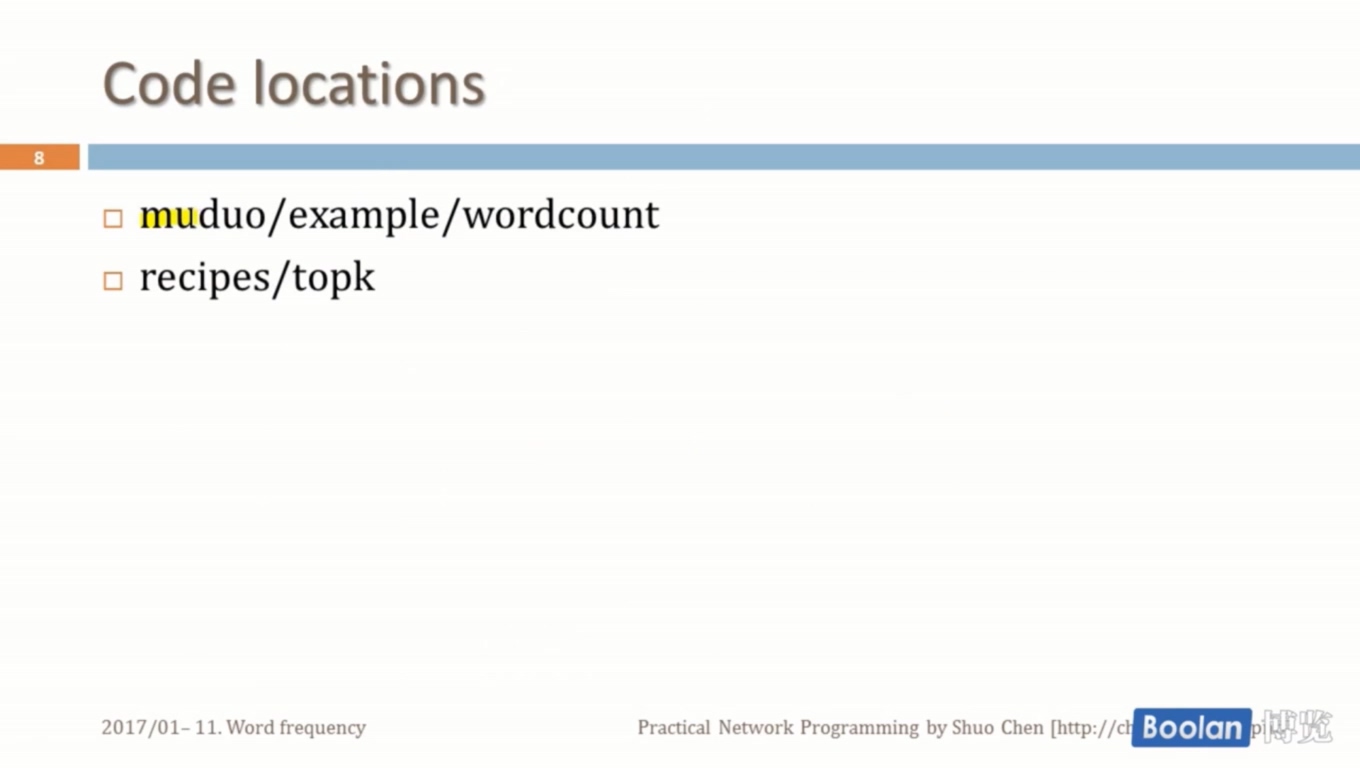 Code locations
8
muduo/example/wordcount
recipes/topk
2017/01– 11. Word frequency
Practical Network Programming by Shuo Chen [http://ch
Boolan 博览